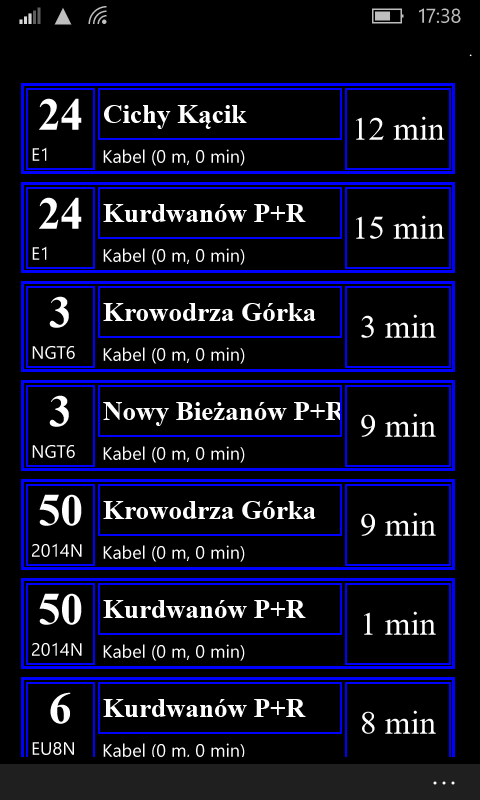 17:38
24
E1
Cichy Kącik
Kabel (0 m, 0 min)
12 min
24
E1
Kurdwanów P+R
Kabel (0 m, 0 min)
15 min
3
NGT6
Krowodrza Górka
Kabel (0 m, 0 min)
3 min
3
NGT6
Nowy Bieżanów P+R
Kabel (0 m, 0 min)
9 min
50
2014N
Krowodrza Górka
Kabel (0 m, 0 min)
9 min
50
2014N
Kurdwanów P+R
Kabel (0 m, 0 min)
1 min
6
EU8N
Kurdwanów P+R
Kabel (0 m, 0 min)
8 min